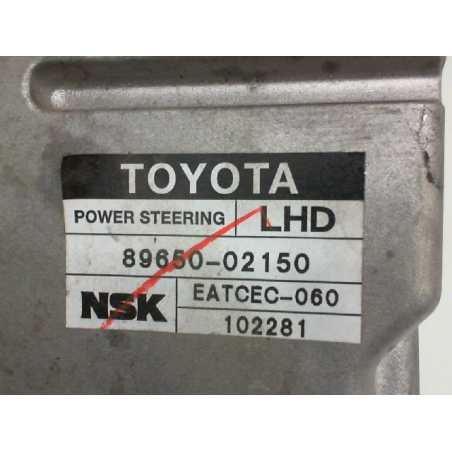 TOYOTA
POWER STEERING LHD
89650-02150
NSK EATCEC-060
102281